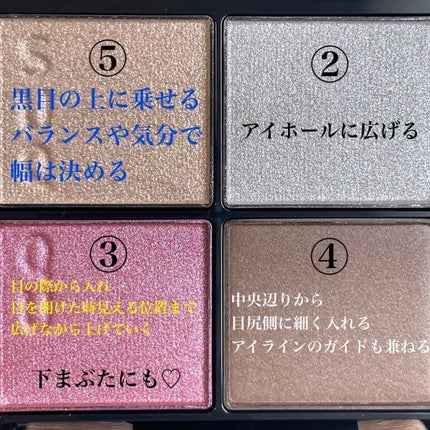 ⑤
黒目の上に乗せる
バランスや気分で
幅は決める
②
アイホールに広げる
③
目の際から入れ
目を開けた時見える位置まで
広げながら上げていく
下まぶたにも♡
④
中央辺りから
目尻側に細く入れる
アイラインのガイドも兼ねる